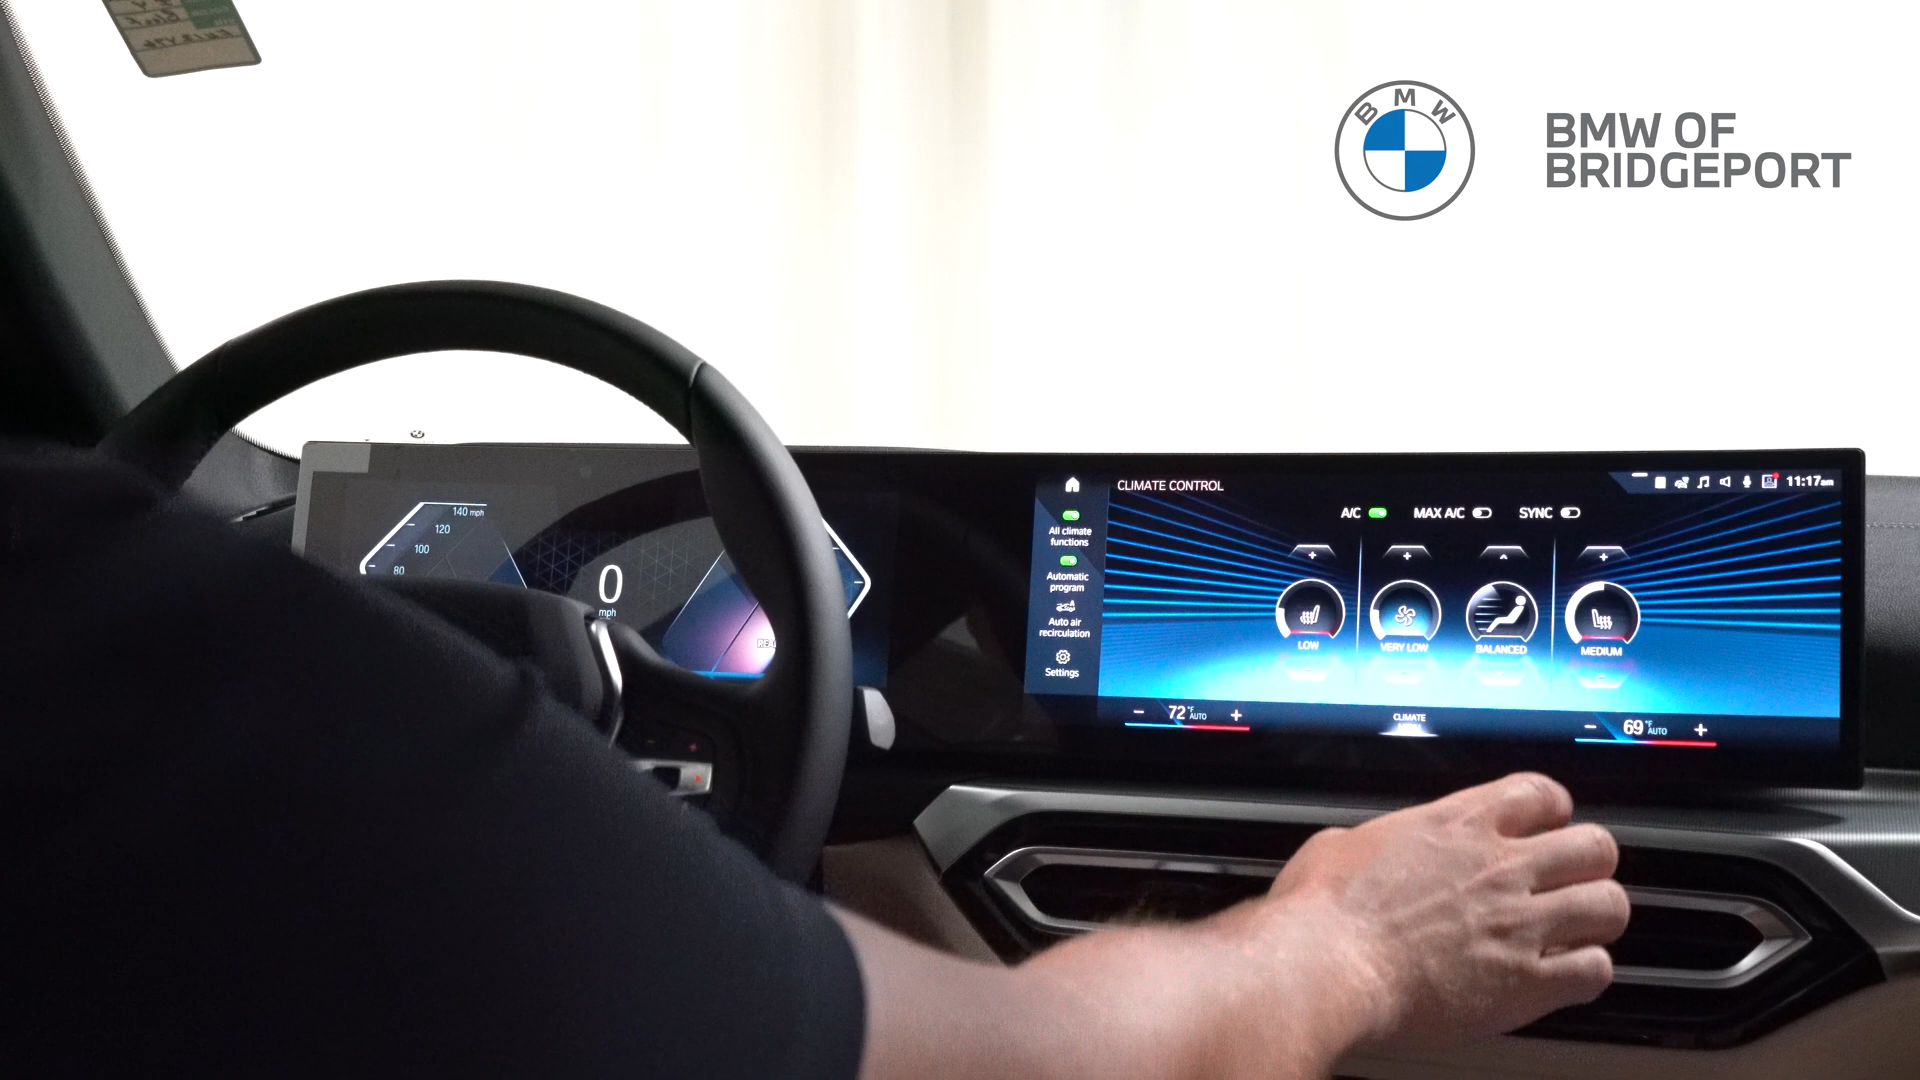 BMW
BMW OF
BRIDGEPORT
140 mph
120
100
80
0
mph
CLIMATE CONTROL
11:17am
A/C
MAX A/C
SYNC
All climate
functions
Automatic
program
Auto air
recirculation
Settings
LOW
VERY LOW
BALANCED
MEDIUM
− 72 °F AUTO +
CLIMATE
− 69 °F AUTO +